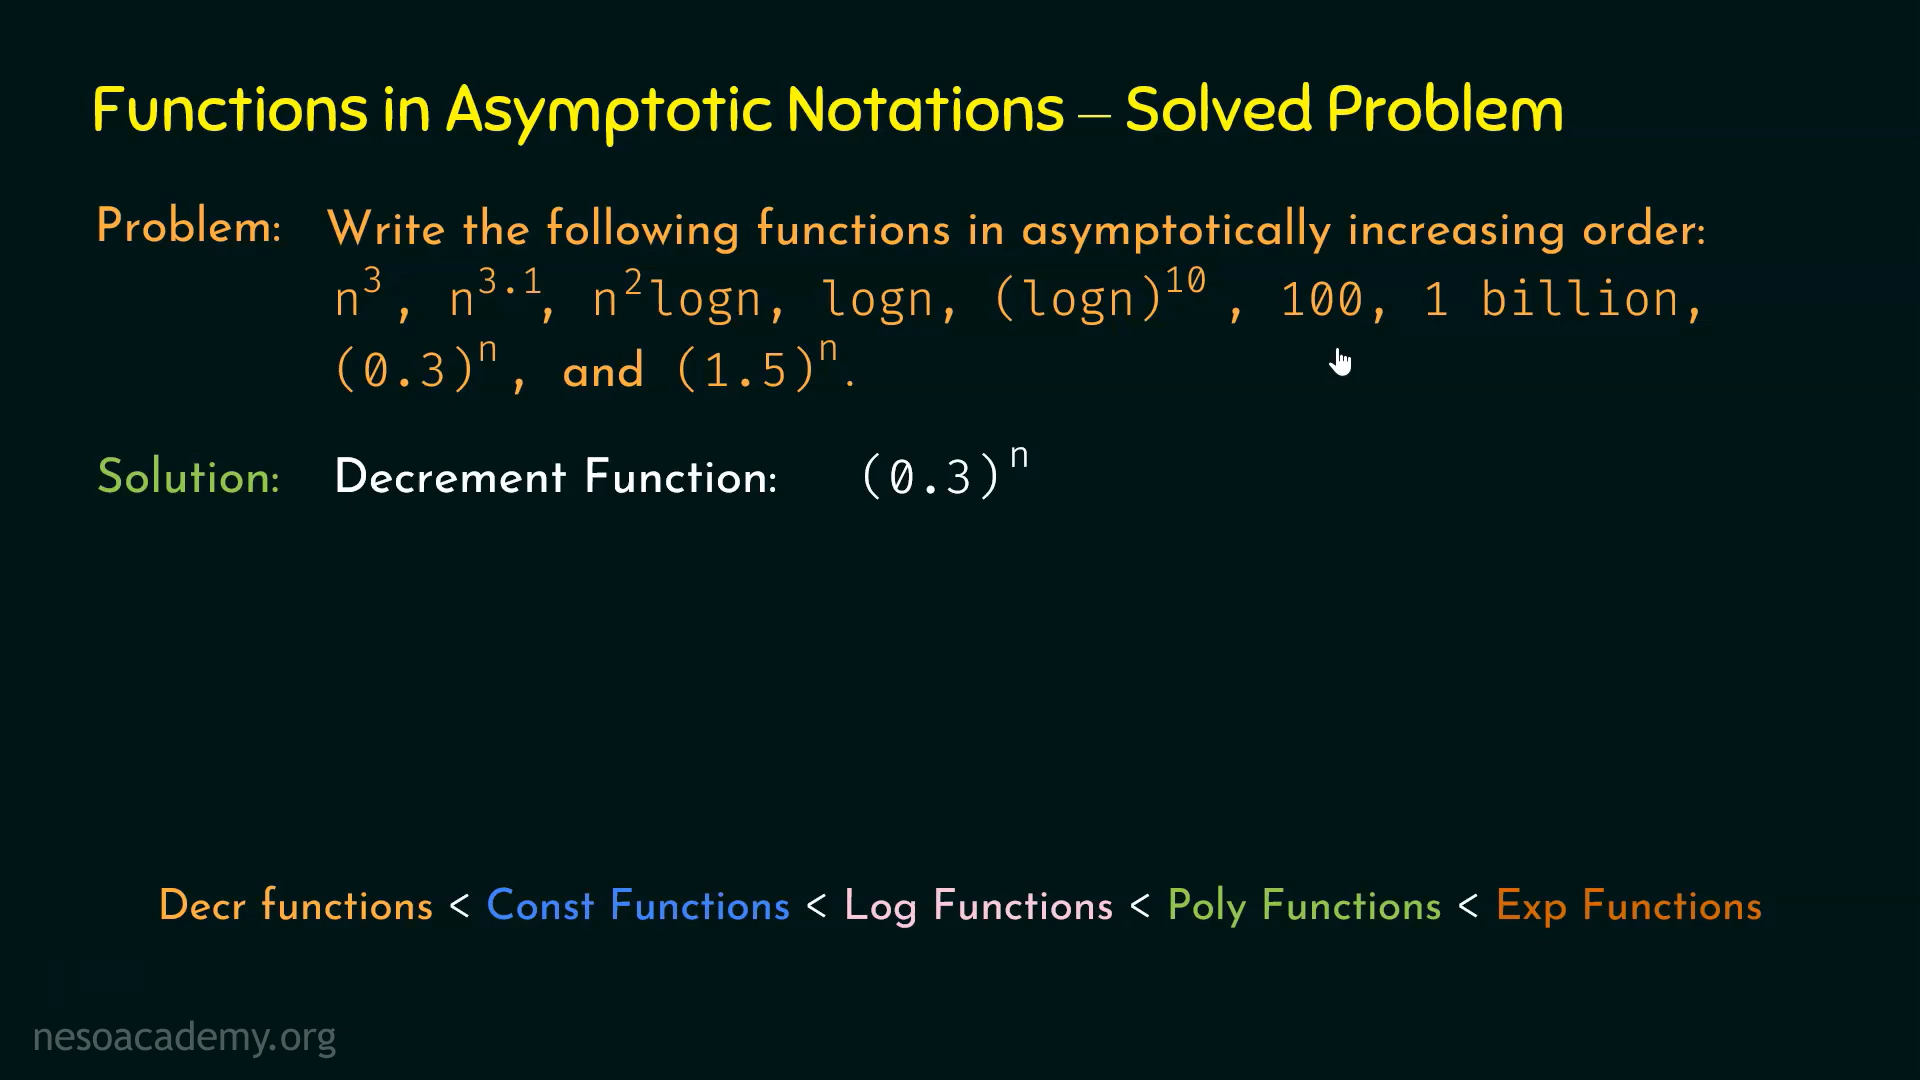 Functions in Asymptotic Notations – Solved Problem
Problem: Write the following functions in asymptotically increasing order:
n³, n³·¹, n²logn, logn, (logn)¹⁰, 100, 1 billion,
(0.3)ⁿ, and (1.5)ⁿ.
Solution: Decrement Function: (0.3)ⁿ
Decr functions < Const Functions < Log Functions < Poly Functions < Exp Functions
nesoacademy.org